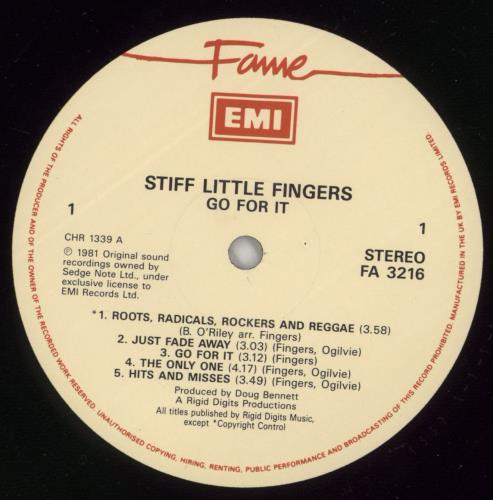 Fame
EMI
STIFF LITTLE FINGERS
GO FOR IT
1
1
CHR 1339 A
STEREO
FA 3216
℗ 1981 Original sound
recordings owned by
Sedge Note Ltd., under
exclusive license to
EMI Records Ltd.
*1. ROOTS, RADICALS, ROCKERS AND REGGAE (3.58)
(B. O'Riley arr. Fingers)
2. JUST FADE AWAY (3.03) (Fingers, Ogilvie)
3. GO FOR IT (3.12) (Fingers)
4. THE ONLY ONE (4.17) (Fingers, Ogilvie)
5. HITS AND MISSES (3.49) (Fingers, Ogilvie)
Produced by Doug Bennett
A Rigid Digits Productions
All titles published by Rigid Digits Music,
except *Copyright Control
ALL RIGHTS OF THE PRODUCER AND OF THE OWNER OF THE RECORDED WORK RESERVED. UNAUTHORISED COPYING, HIRING, RENTING, PUBLIC PERFORMANCE AND BROADCASTING OF THIS RECORD PROHIBITED. MANUFACTURED IN THE UK BY EMI RECORDS LIMITED.